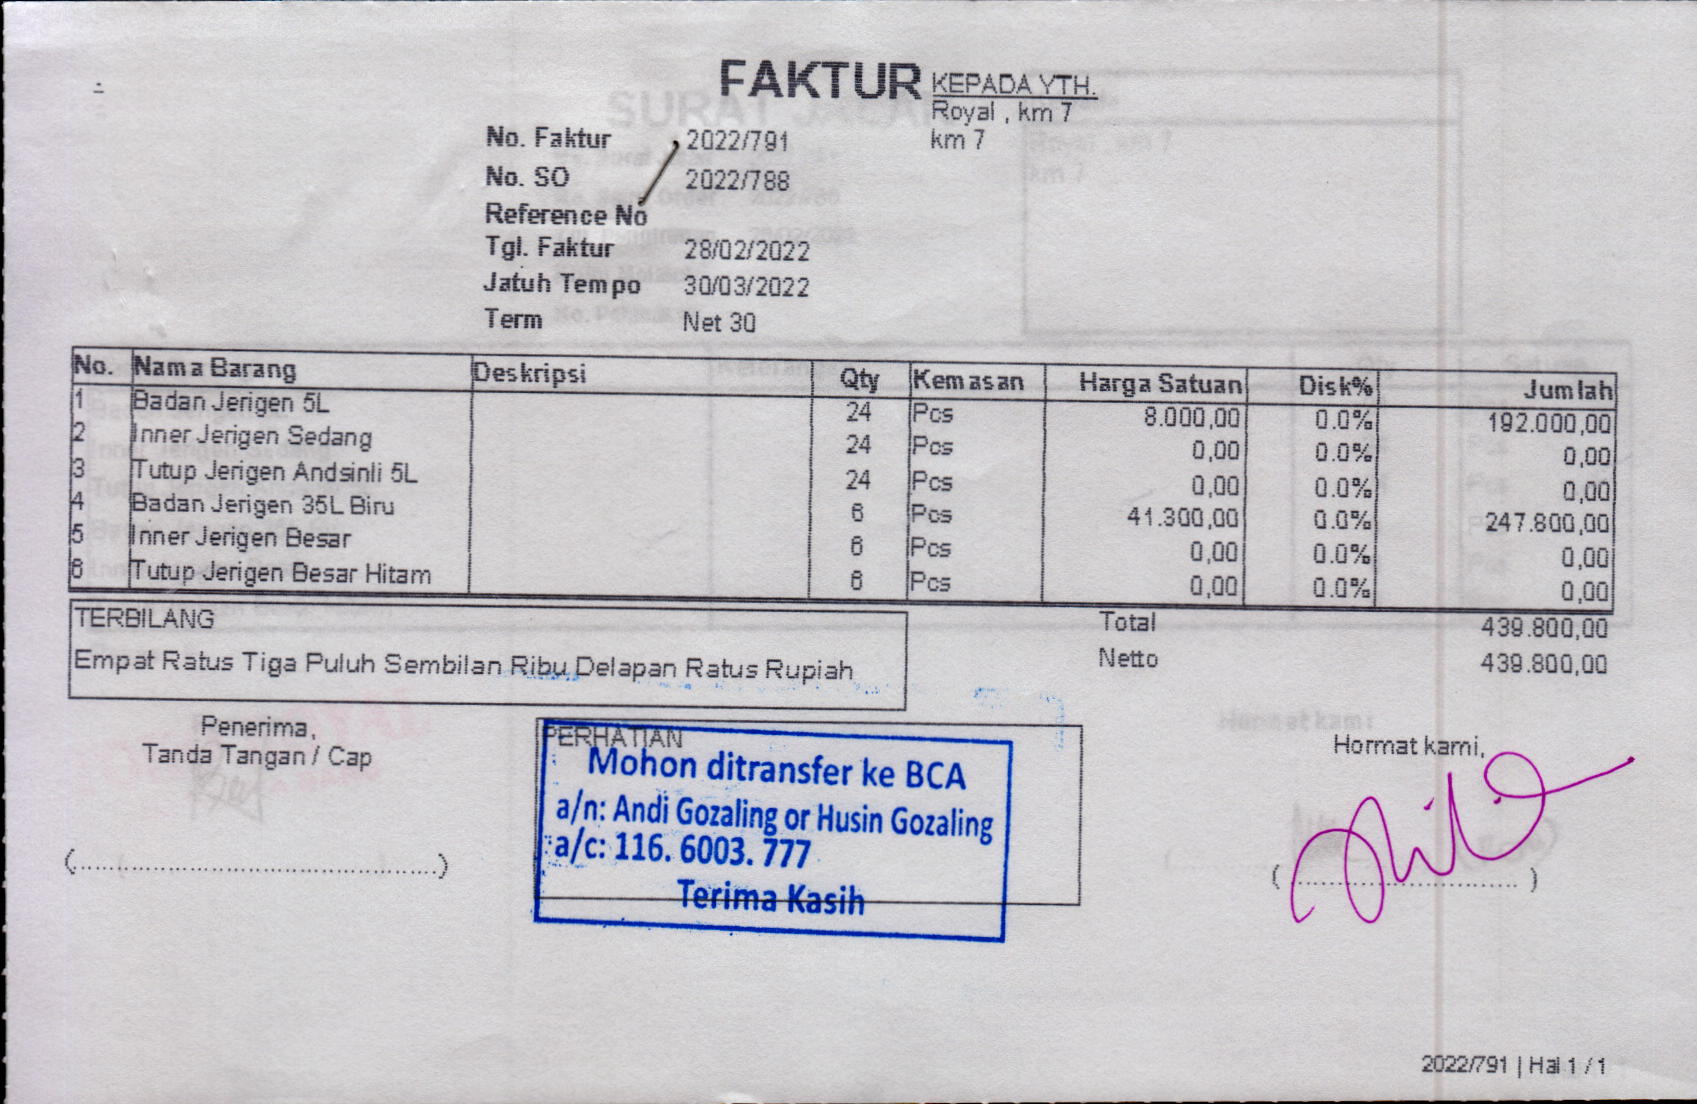 FAKTUR
KEPADA YTH.
Royal , km 7
km 7
No. Faktur 2022/791
No. SO 2022/788
Reference No
Tgl. Faktur 28/02/2022
Jatuh Tempo 30/03/2022
Term Net 30
No. Nama Barang Deskripsi Qty Kemasan Harga Satuan Disk% Jumlah
1 Badan Jerigen 5L 24 Pcs 8.000,00 0.0% 192.000,00
2 Inner Jerigen Sedang 24 Pcs 0,00 0.0% 0,00
3 Tutup Jerigen Andsinli 5L 24 Pcs 0,00 0.0% 0,00
4 Badan Jerigen 35L Biru 6 Pcs 41.300,00 0.0% 247.800,00
5 Inner Jerigen Besar 6 Pcs 0,00 0.0% 0,00
6 Tutup Jerigen Besar Hitam 6 Pcs 0,00 0.0% 0,00
TERBILANG
Empat Ratus Tiga Puluh Sembilan Ribu Delapan Ratus Rupiah
Total 439.800,00
Netto 439.800,00
Penerima,
Tanda Tangan / Cap
PERHATIAN
Mohon ditransfer ke BCA
a/n: Andi Gozaling or Husin Gozaling
a/c: 116. 6003. 777
Terima Kasih
Hormat kami,
(........................................)
(........................)
2022/791 | Hal 1 / 1